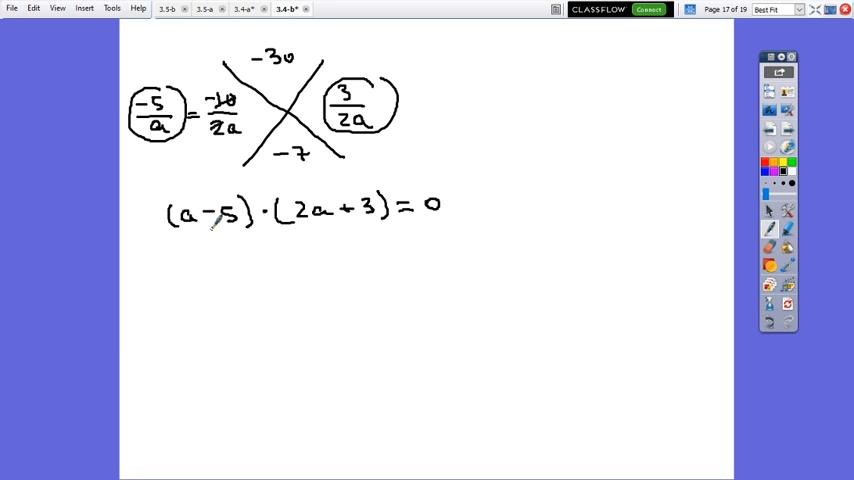 File Edit View Insert Tools Help 3.5-b 3.5-a 3.4-a* 3.4-b* CLASSFLOW Connect Page 17 of 19 Best Fit
-30
-5/a = -10/2a 3/2a
-7
(a-5)·(2a+3)=0